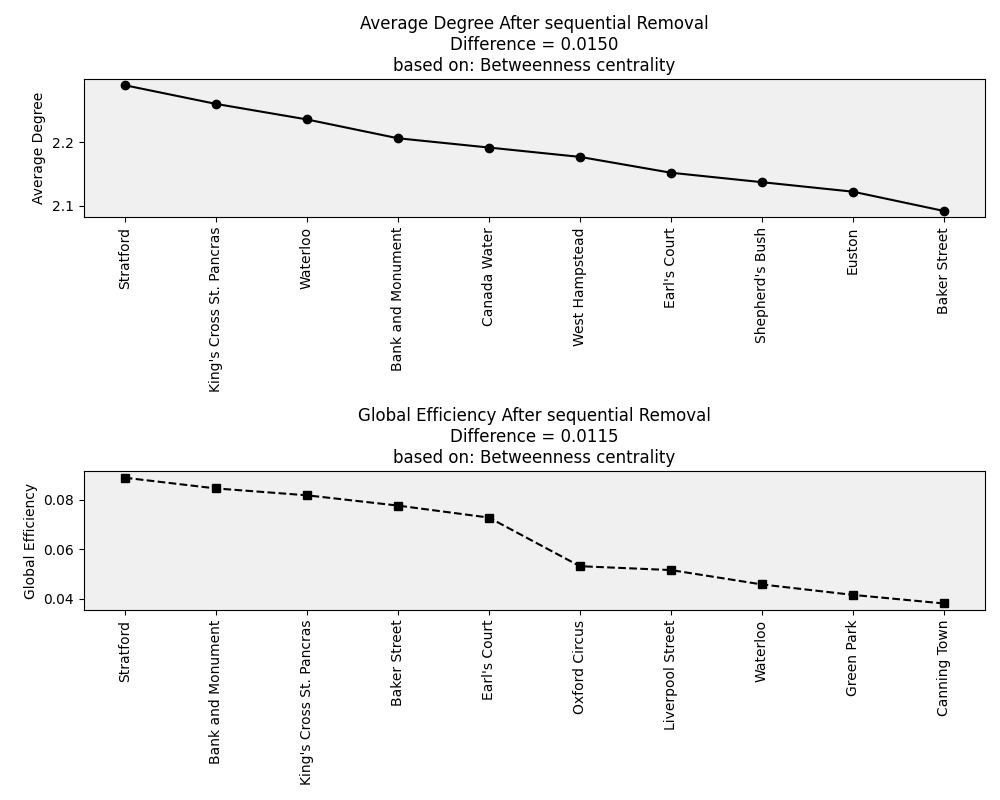 Average Degree After sequential Removal
Difference = 0.0150
based on: Betweenness centrality
Average Degree
2.2
2.1
Stratford
King's Cross St. Pancras
Waterloo
Bank and Monument
Canada Water
West Hampstead
Earl's Court
Shepherd's Bush
Euston
Baker Street
Global Efficiency After sequential Removal
Difference = 0.0115
based on: Betweenness centrality
Global Efficiency
0.08
0.06
0.04
Stratford
Bank and Monument
King's Cross St. Pancras
Baker Street
Earl's Court
Oxford Circus
Liverpool Street
Waterloo
Green Park
Canning Town